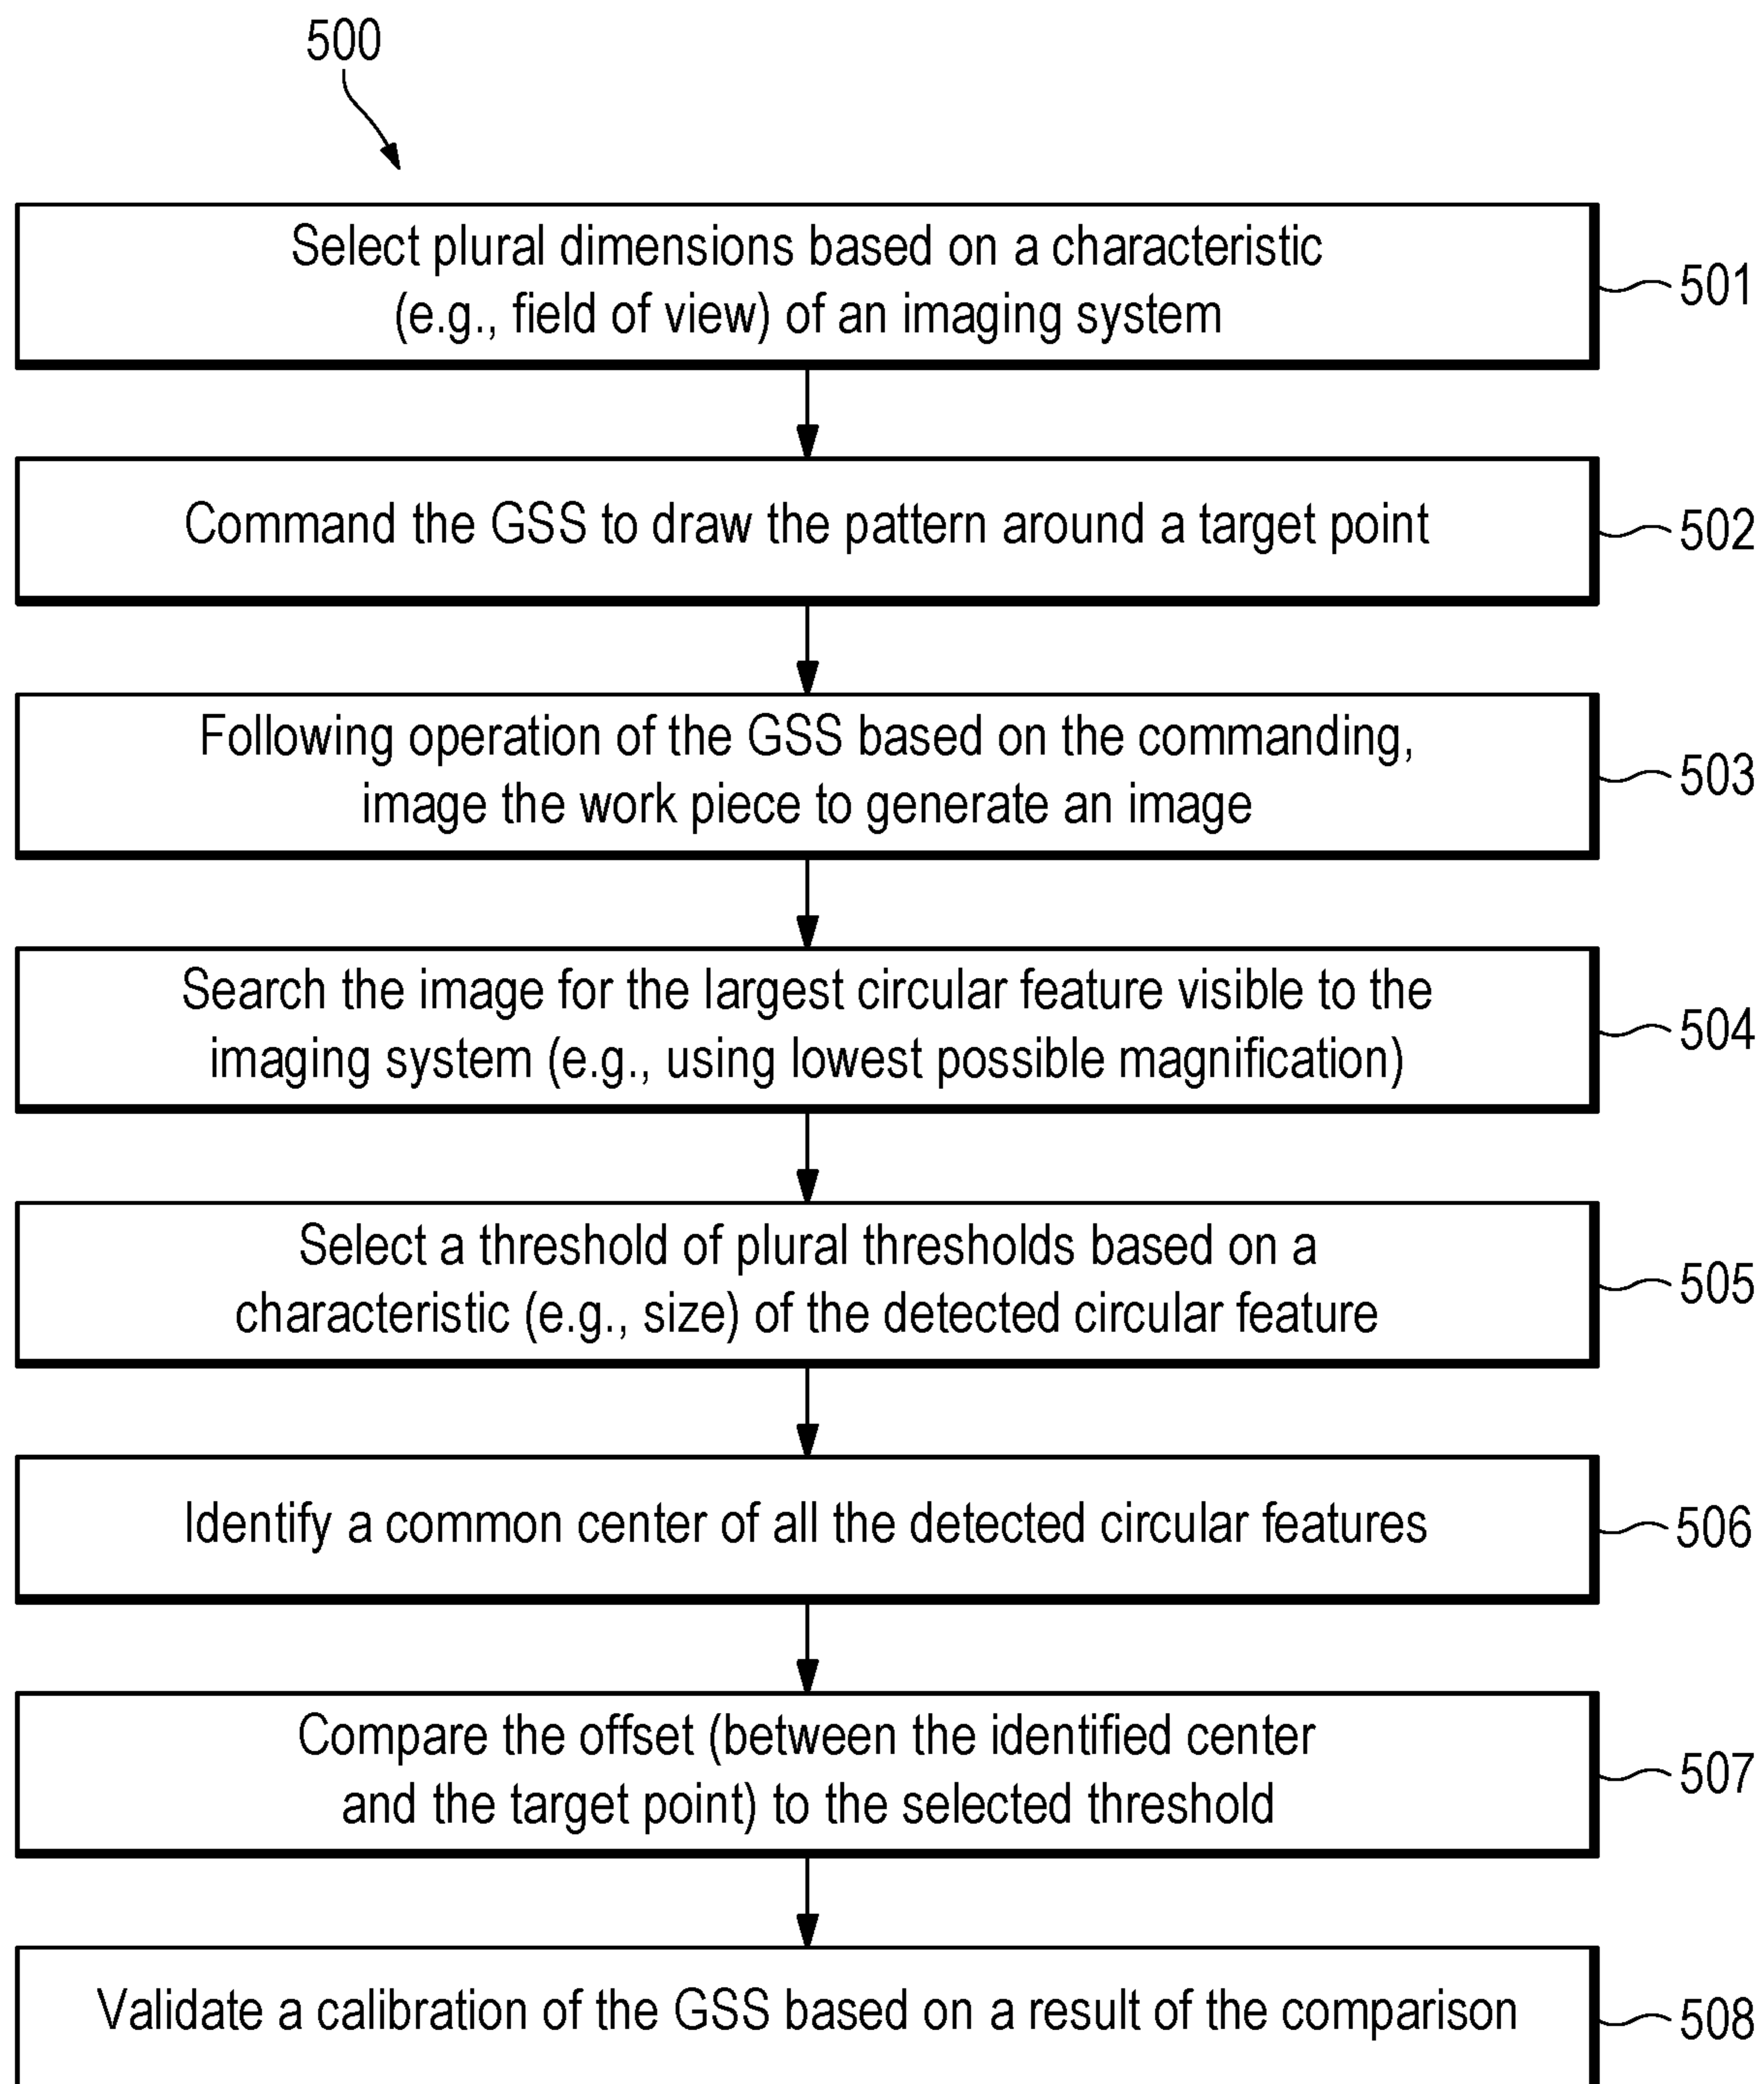 500
Select plural dimensions based on a characteristic
(e.g., field of view) of an imaging system
501
Command the GSS to draw the pattern around a target point
502
Following operation of the GSS based on the commanding,
image the work piece to generate an image
503
Search the image for the largest circular feature visible to the
imaging system (e.g., using lowest possible magnification)
504
Select a threshold of plural thresholds based on a
characteristic (e.g., size) of the detected circular feature
505
Identify a common center of all the detected circular features
506
Compare the offset (between the identified center
and the target point) to the selected threshold
507
Validate a calibration of the GSS based on a result of the comparison
508